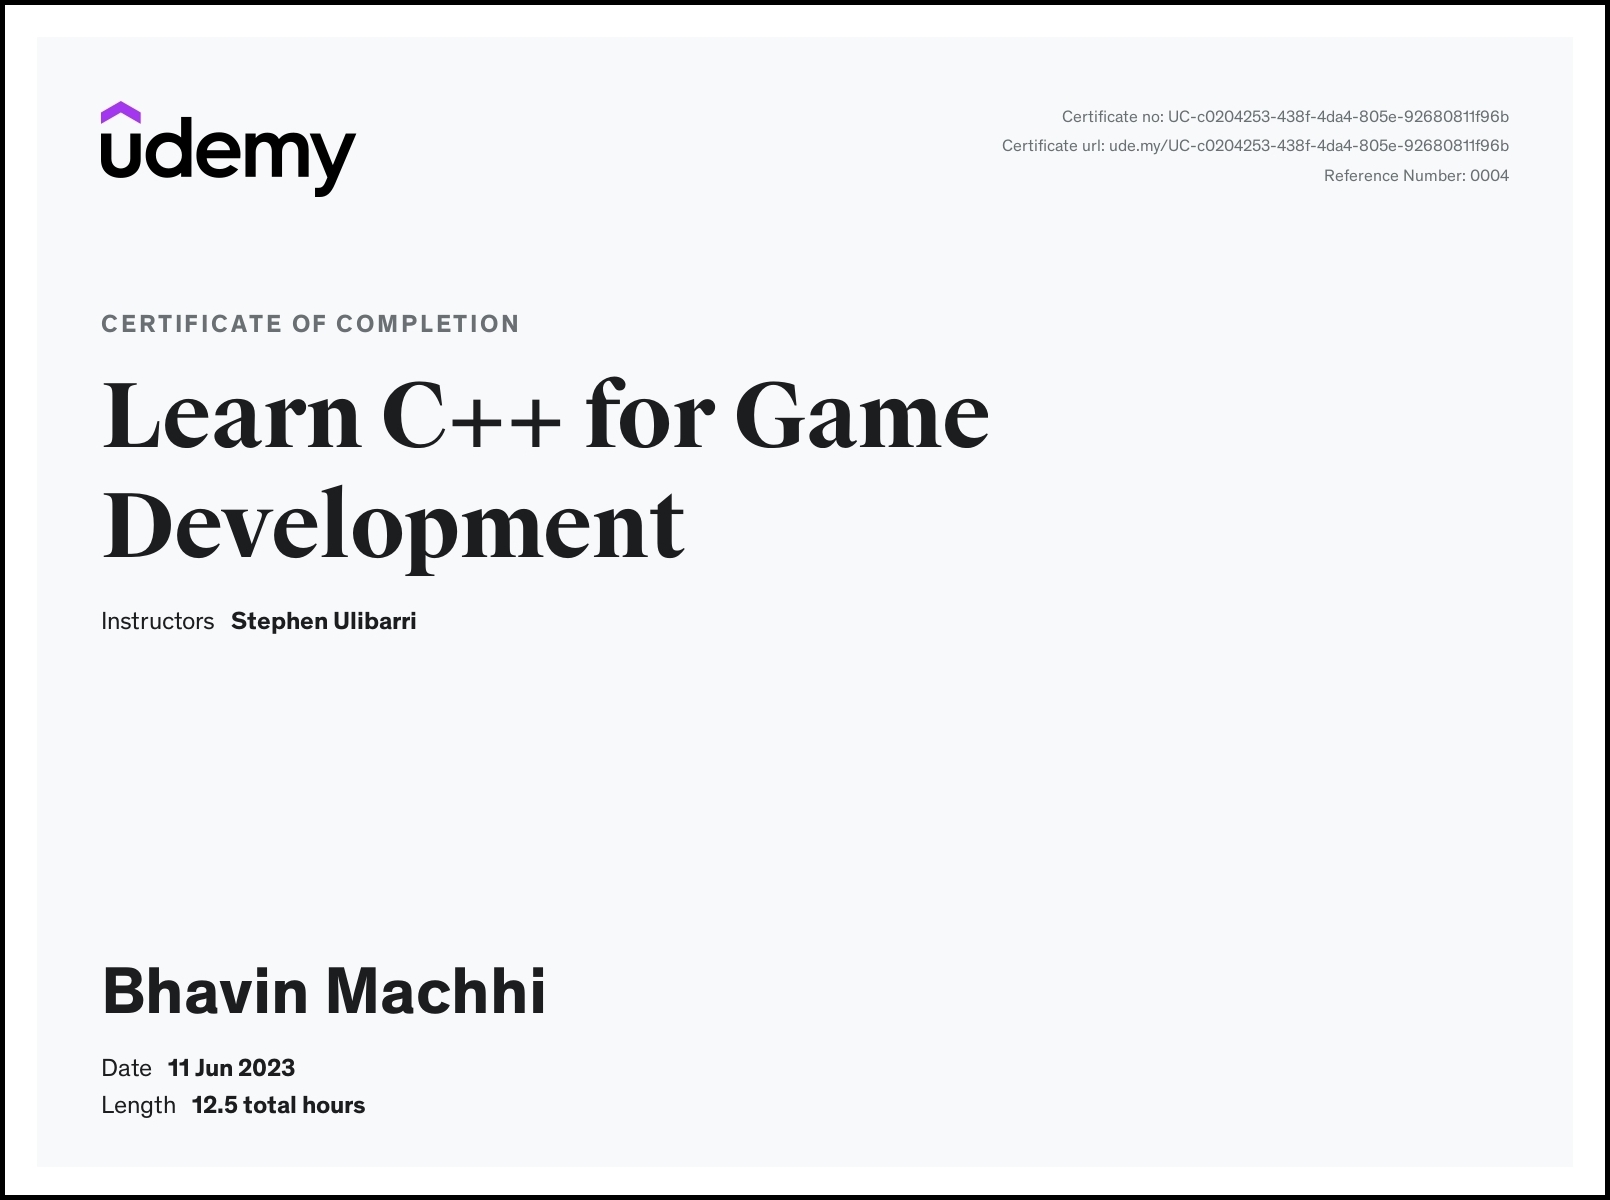 udemy
Certificate no: UC-c0204253-438f-4da4-805e-92680811f96b
Certificate url: ude.my/UC-c0204253-438f-4da4-805e-92680811f96b
Reference Number: 0004
CERTIFICATE OF COMPLETION
Learn C++ for Game
Development
Instructors Stephen Ulibarri
Bhavin Machhi
Date 11 Jun 2023
Length 12.5 total hours